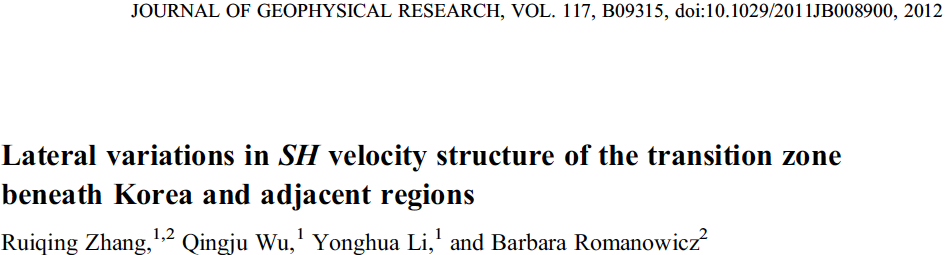 JOURNAL OF GEOPHYSICAL RESEARCH, VOL. 117, B09315, doi:10.1029/2011JB008900, 2012
Lateral variations in SH velocity structure of the transition zone
beneath Korea and adjacent regions
Ruiqing Zhang,1,2 Qingju Wu,1 Yonghua Li,1 and Barbara Romanowicz2